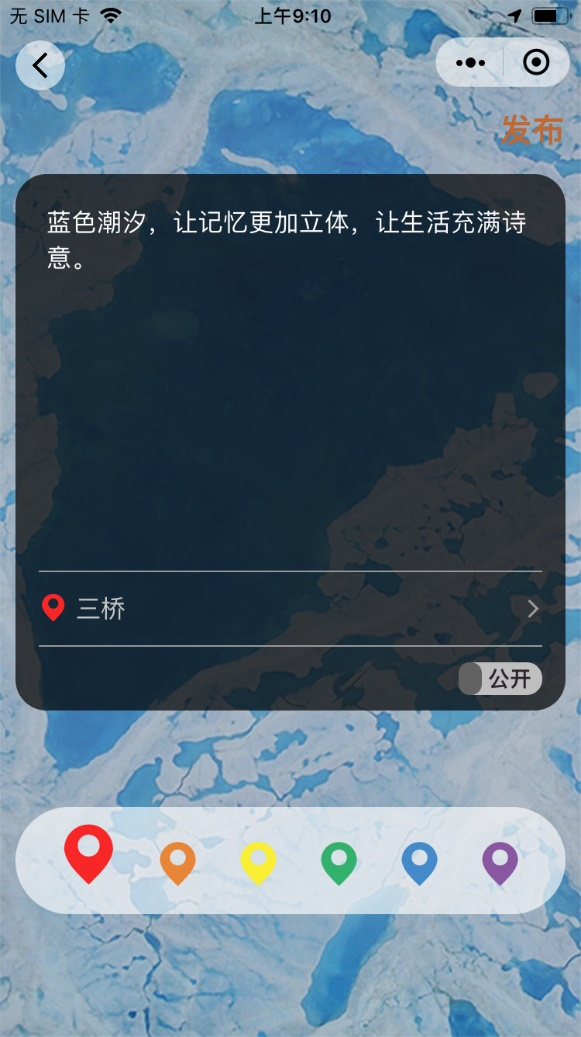 无 SIM 卡 上午9:10
发布
蓝色潮汐，让记忆更加立体，让生活充满诗
意。
三桥
公开